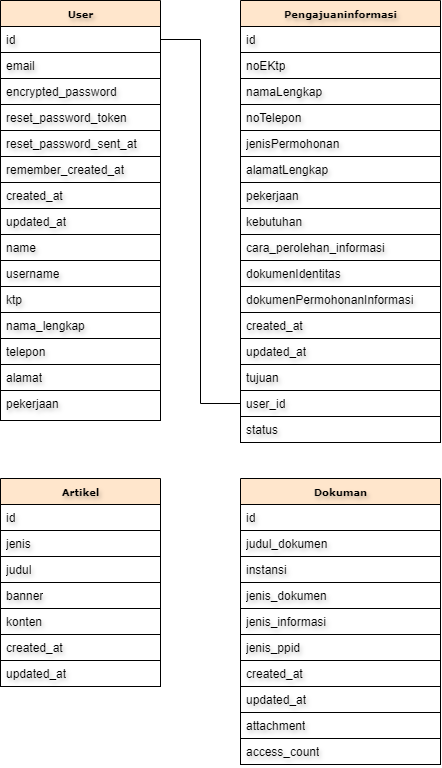 User
id
email
encrypted_password
reset_password_token
reset_password_sent_at
remember_created_at
created_at
updated_at
name
username
ktp
nama_lengkap
telepon
alamat
pekerjaan
Pengajuaninformasi
id
noEKtp
namaLengkap
noTelepon
jenisPermohonan
alamatLengkap
pekerjaan
kebutuhan
cara_perolehan_informasi
dokumenIdentitas
dokumenPermohonanInformasi
created_at
updated_at
tujuan
user_id
status
Artikel
id
jenis
judul
banner
konten
created_at
updated_at
Dokuman
id
judul_dokumen
instansi
jenis_dokumen
jenis_informasi
jenis_ppid
created_at
updated_at
attachment
access_count